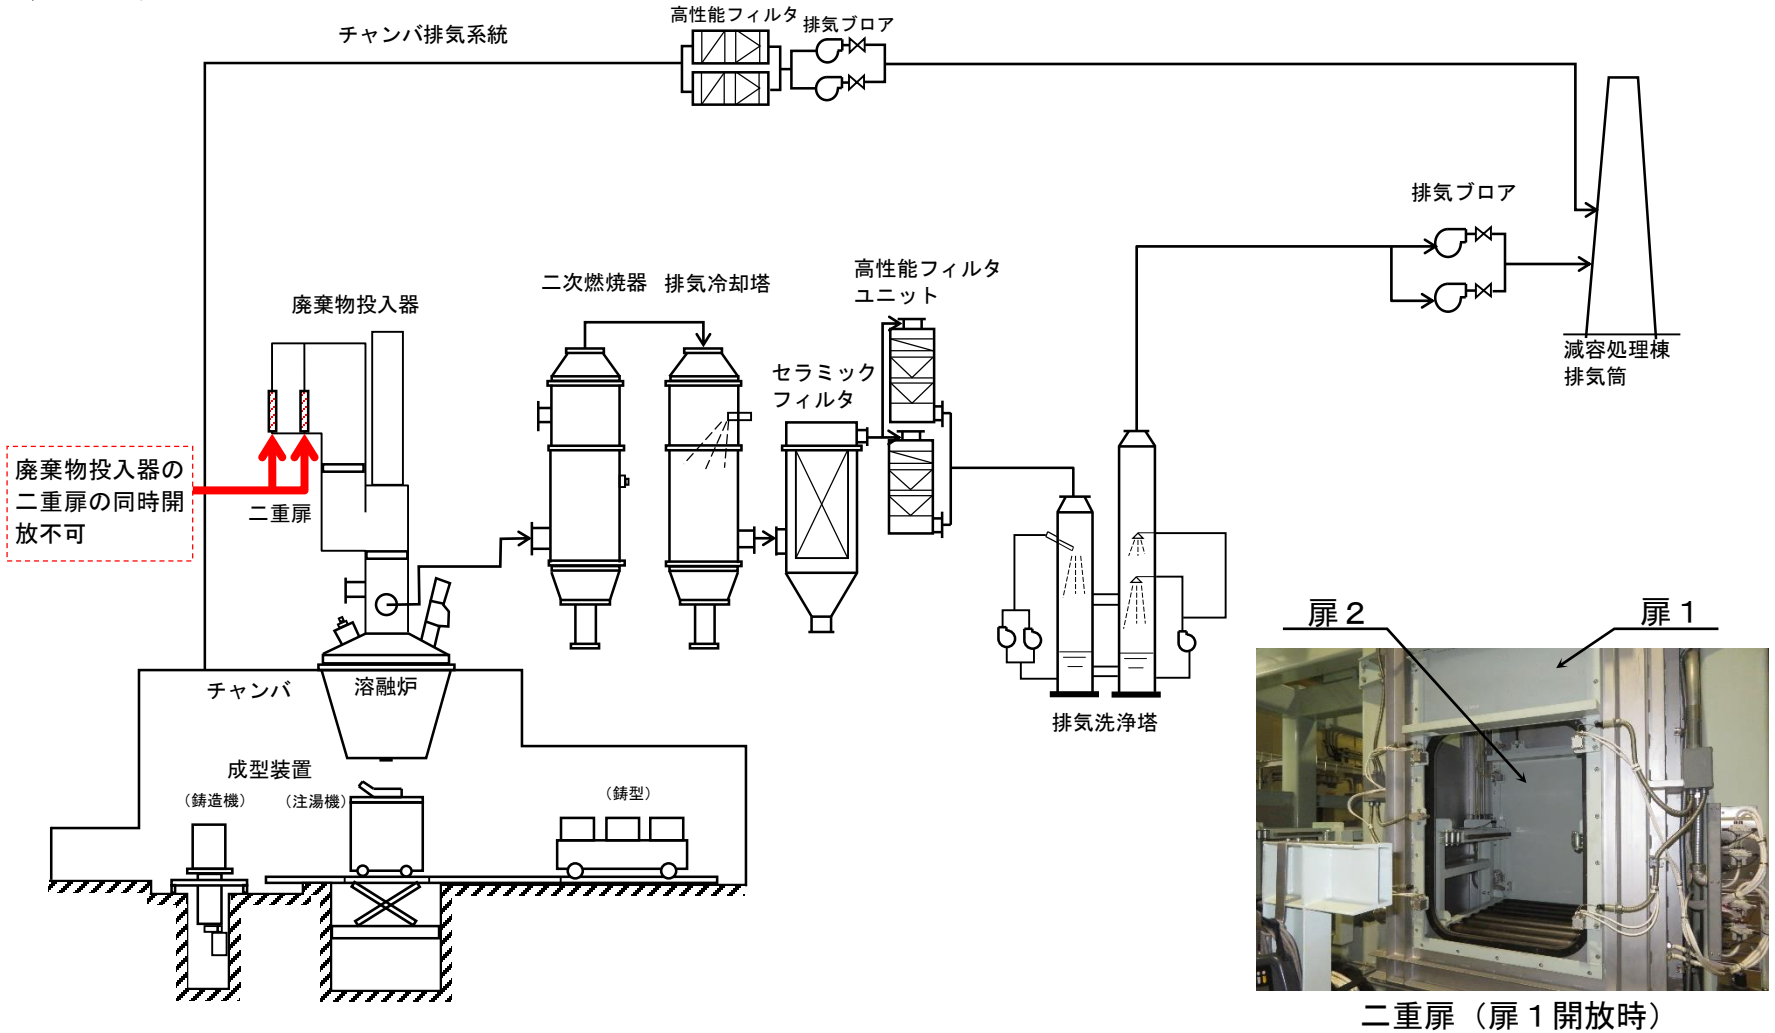 高性能フィルタ
排気ブロア
チャンバ排気系統
排気ブロア
高性能フィルタ
ユニット
二次燃焼器
排気冷却塔
廃棄物投入器
減容処理棟
排気筒
セラミック
フィルタ
廃棄物投入器の
二重扉の同時開
放不可
二重扉
扉2
扉1
チャンバ
溶融炉
排気洗浄塔
成型装置
(鋳造機)
(注湯機)
(鋳型)
二重扉(扉1開放時)